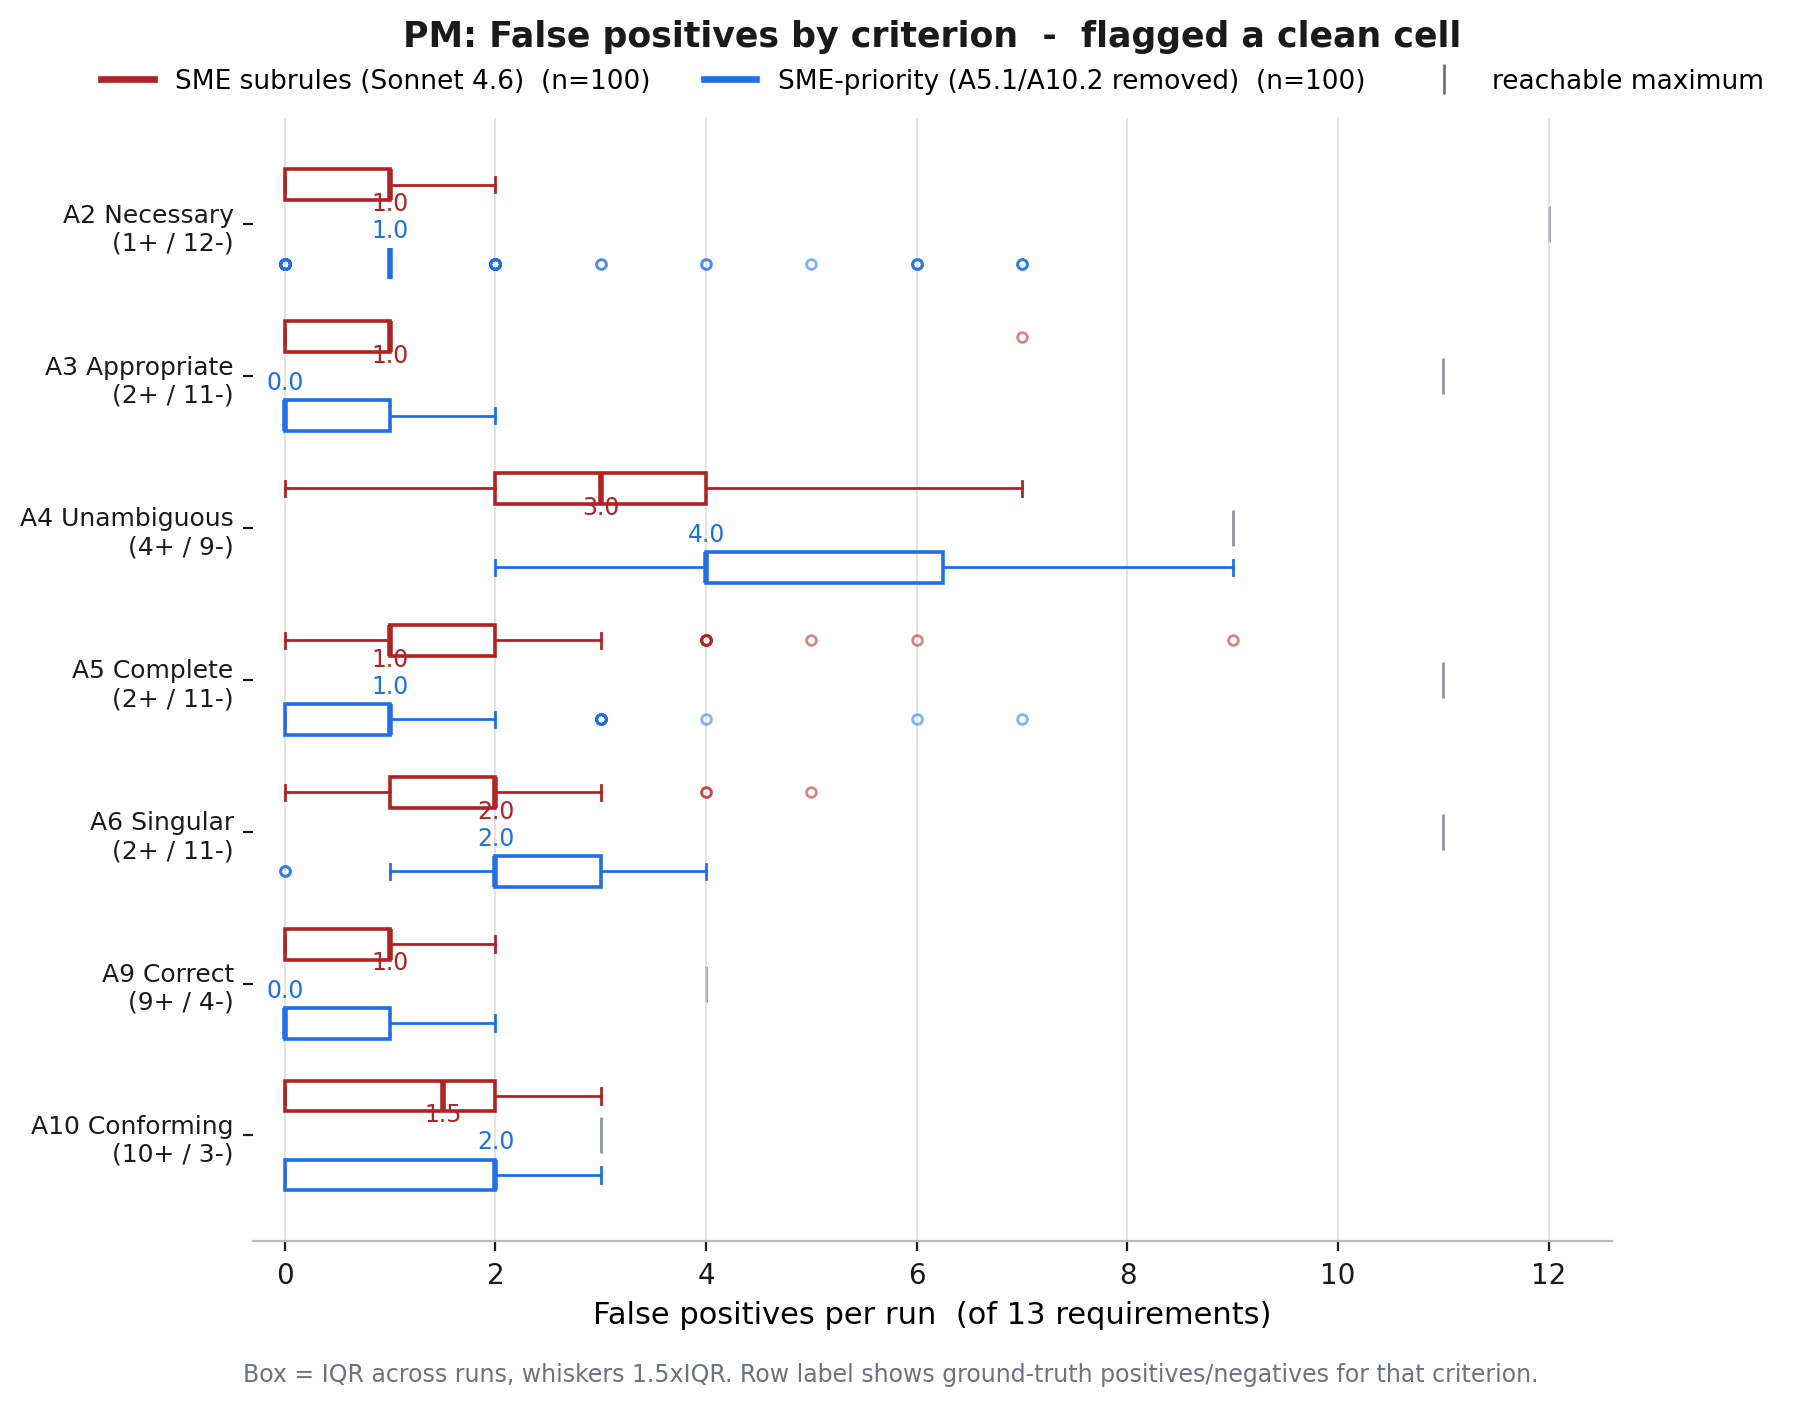 PM: False positives by criterion  -  flagged a clean cell
SME subrules (Sonnet 4.6)  (n=100)
SME-priority (A5.1/A10.2 removed)  (n=100)
reachable maximum
A2 Necessary
(1+ / 12-)
1.0
1.0
A3 Appropriate
(2+ / 11-)
1.0
0.0
A4 Unambiguous
(4+ / 9-)
3.0
4.0
A5 Complete
(2+ / 11-)
1.0
1.0
A6 Singular
(2+ / 11-)
2.0
2.0
A9 Correct
(9+ / 4-)
1.0
0.0
A10 Conforming
(10+ / 3-)
1.5
2.0
0 2 4 6 8 10 12
False positives per run  (of 13 requirements)
Box = IQR across runs, whiskers 1.5xIQR. Row label shows ground-truth positives/negatives for that criterion.